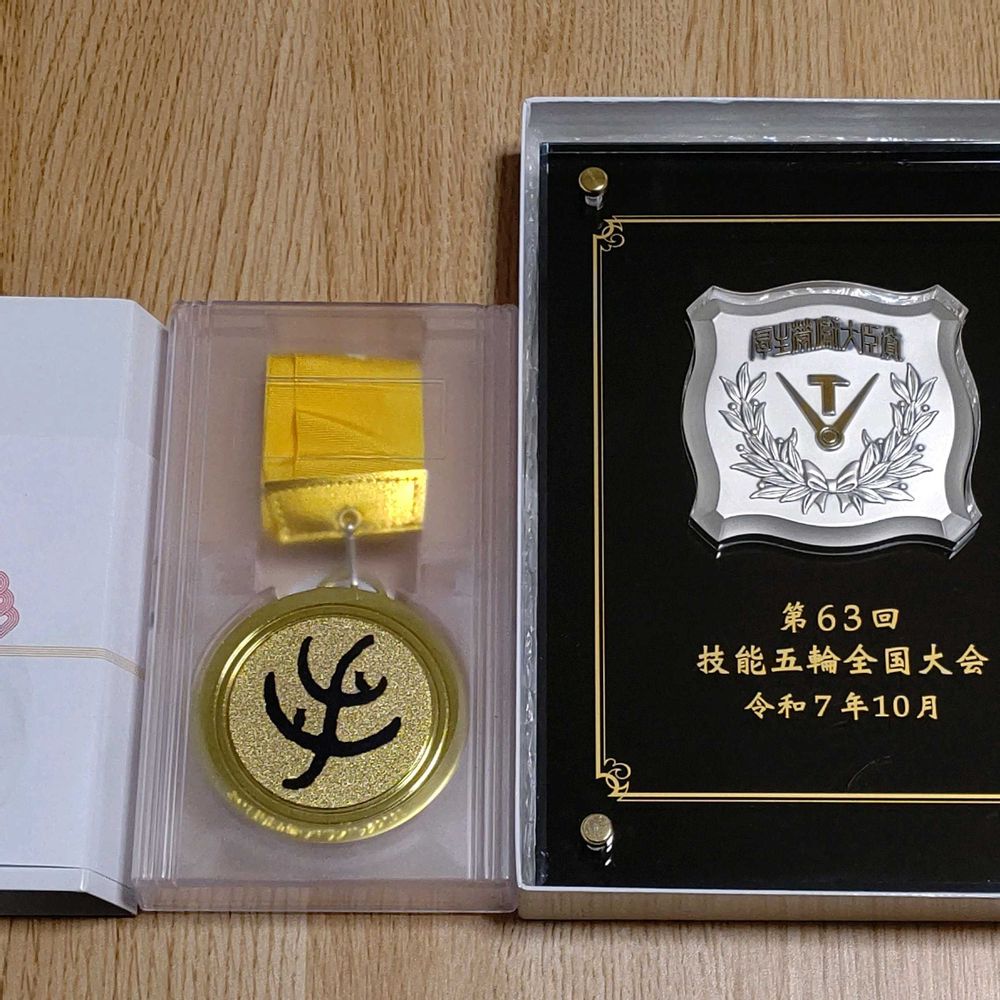 厚生労働大臣賞
第63回
技能五輪全国大会
令和7年10月